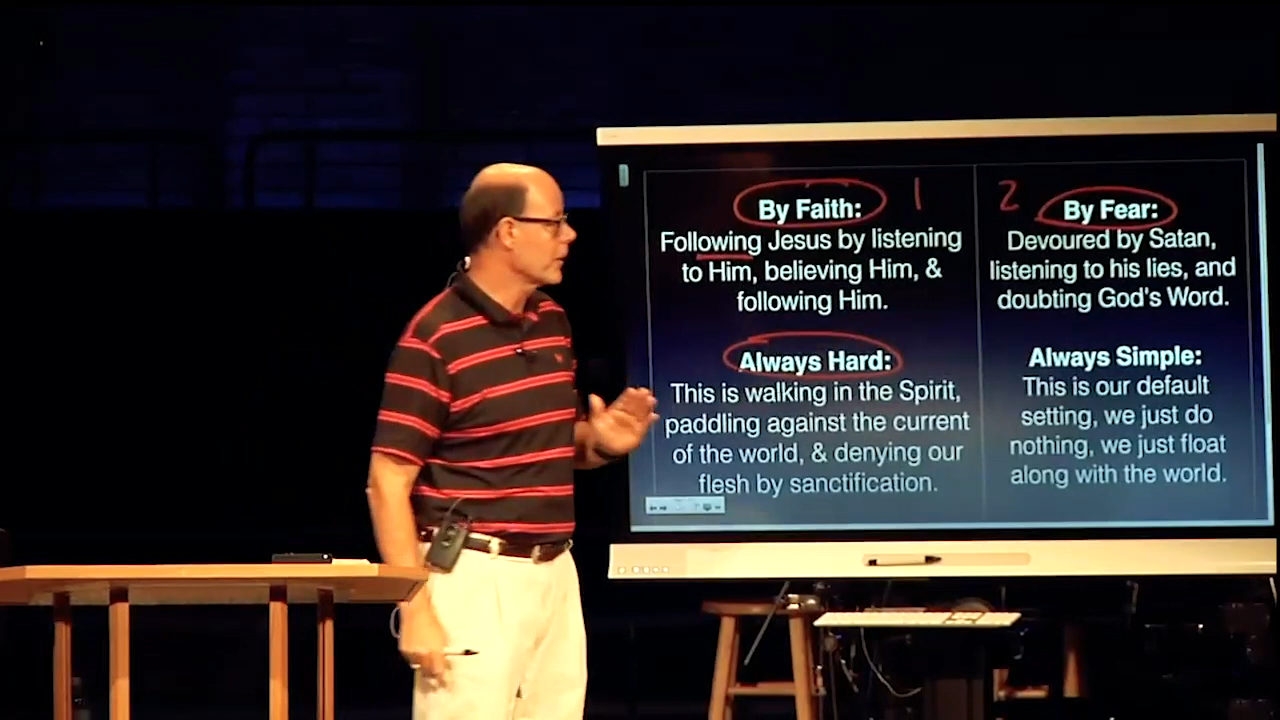 By Faith: 1
Following Jesus by listening
to Him, believing Him, &
following Him.
Always Hard:
This is walking in the Spirit,
paddling against the current
of the world, & denying our
flesh by sanctification.
2 By Fear:
Devoured by Satan,
listening to his lies, and
doubting God's Word.
Always Simple:
This is our default
setting, we just do
nothing, we just float
along with the world.